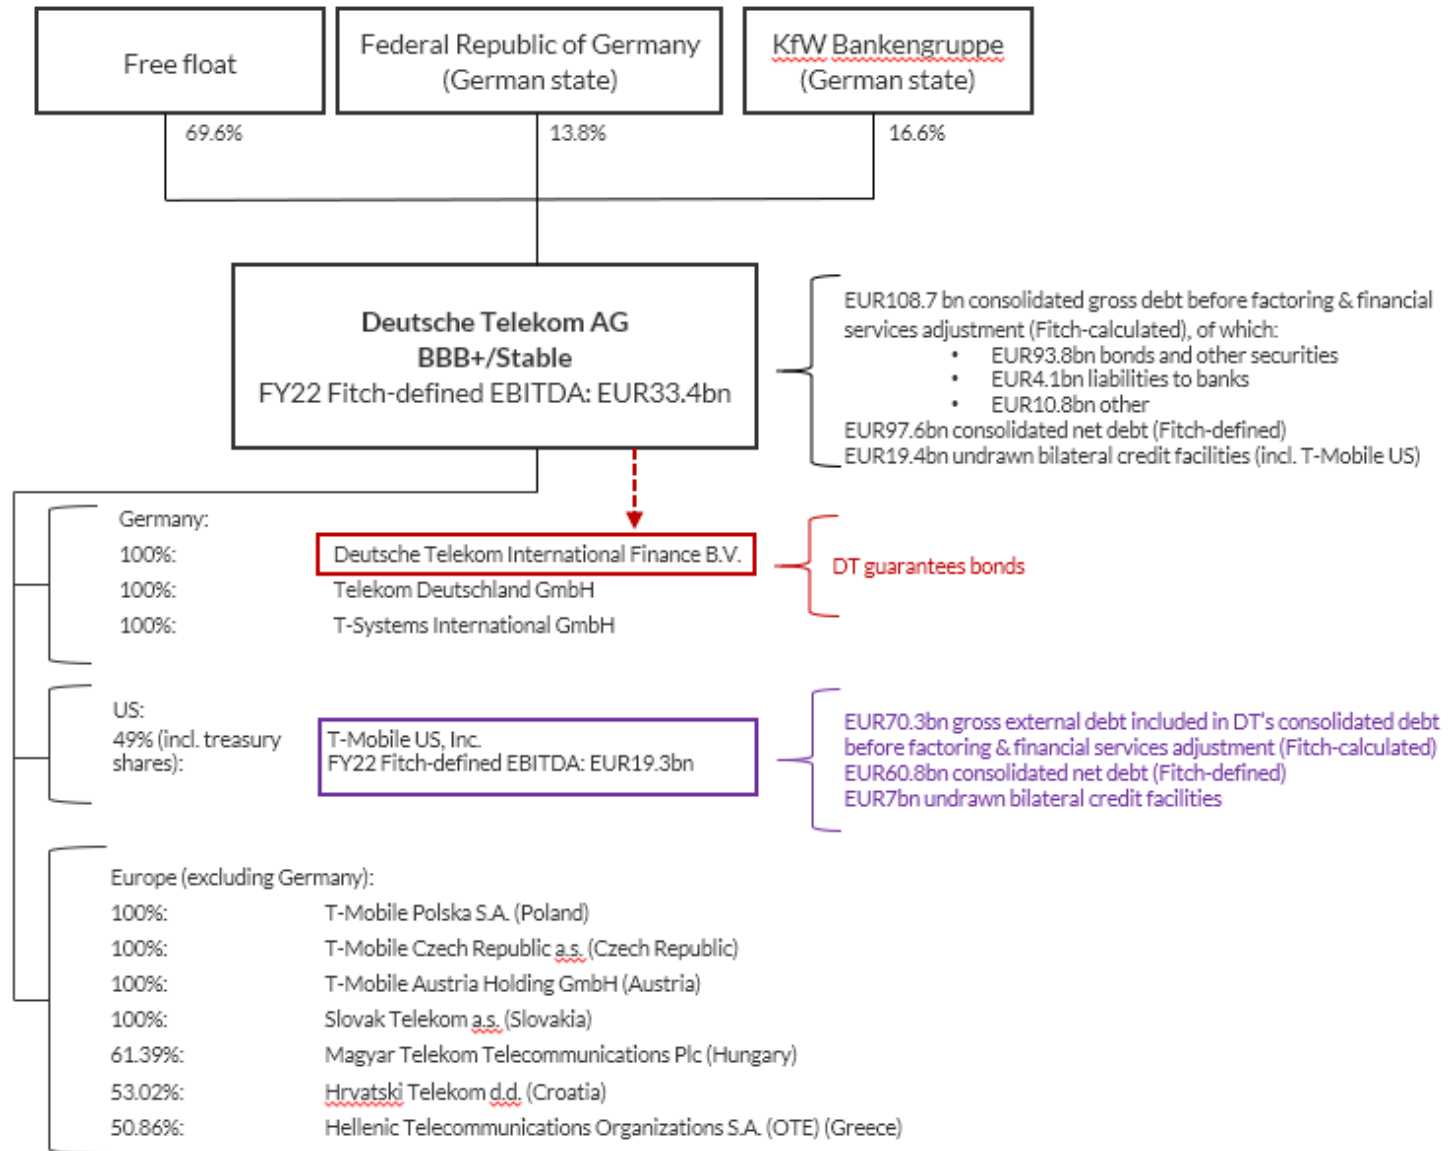 Free float
Federal Republic of Germany
(German state)
KfW Bankengruppe
(German state)
69.6%
13.8%
16.6%
Deutsche Telekom AG
BBB+/Stable
FY22 Fitch-defined EBITDA: EUR33.4bn
EUR108.7 bn consolidated gross debt before factoring & financial
services adjustment (Fitch-calculated), of which:
• EUR93.8bn bonds and other securities
• EUR4.1bn liabilities to banks
• EUR10.8bn other
EUR97.6bn consolidated net debt (Fitch-defined)
EUR19.4bn undrawn bilateral credit facilities (incl. T-Mobile US)
Germany:
100%: Deutsche Telekom International Finance B.V.
100%: Telekom Deutschland GmbH
100%: T-Systems International GmbH
DT guarantees bonds
US:
49% (incl. treasury
shares):
T-Mobile US, Inc.
FY22 Fitch-defined EBITDA: EUR19.3bn
EUR70.3bn gross external debt included in DT's consolidated debt
before factoring & financial services adjustment (Fitch-calculated)
EUR60.8bn consolidated net debt (Fitch-defined)
EUR7bn undrawn bilateral credit facilities
Europe (excluding Germany):
100%: T-Mobile Polska S.A. (Poland)
100%: T-Mobile Czech Republic a.s. (Czech Republic)
100%: T-Mobile Austria Holding GmbH (Austria)
100%: Slovak Telekom a.s. (Slovakia)
61.39%: Magyar Telekom Telecommunications Plc (Hungary)
53.02%: Hrvatski Telekom d.d. (Croatia)
50.86%: Hellenic Telecommunications Organizations S.A. (OTE) (Greece)